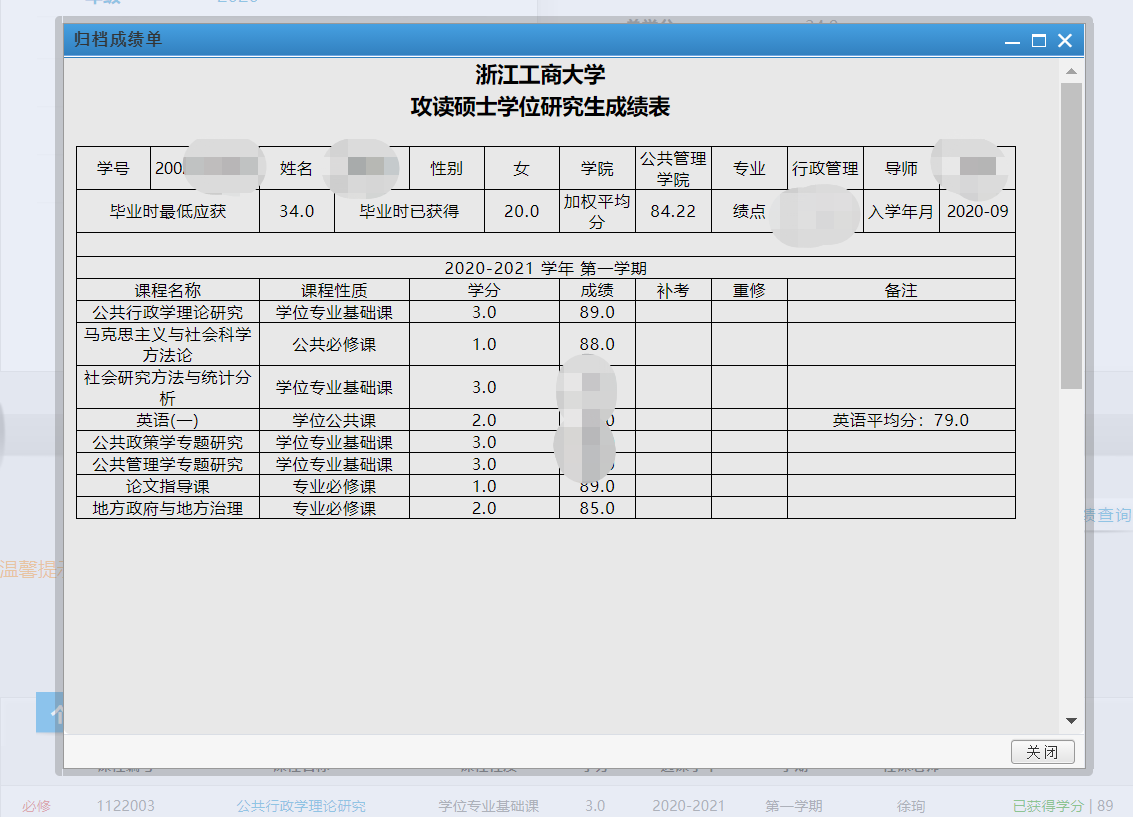 年级
2020
总学分
24.0
归档成绩单
浙江工商大学
攻读硕士学位研究生成绩表
学号 200 姓名 性别 女 学院 公共管理学院 专业 行政管理 导师
毕业时最低应获 34.0 毕业时已获得 20.0 加权平均分 84.22 绩点 入学年月 2020-09
2020-2021 学年 第一学期
课程名称 课程性质 学分 成绩 补考 重修 备注
公共行政学理论研究 学位专业基础课 3.0 89.0
马克思主义与社会科学方法论 公共必修课 1.0 88.0
社会研究方法与统计分析 学位专业基础课 3.0
英语(一) 学位公共课 2.0 英语平均分：79.0
公共政策学专题研究 学位专业基础课 3.0
公共管理学专题研究 学位专业基础课 3.0
论文指导课 专业必修课 1.0 89.0
地方政府与地方治理 专业必修课 2.0 85.0
绩查询
温馨提示
关闭
必修 1122003 公共行政学理论研究 学位专业基础课 3.0 2020-2021 第一学期 徐珣 已获得学分 | 89